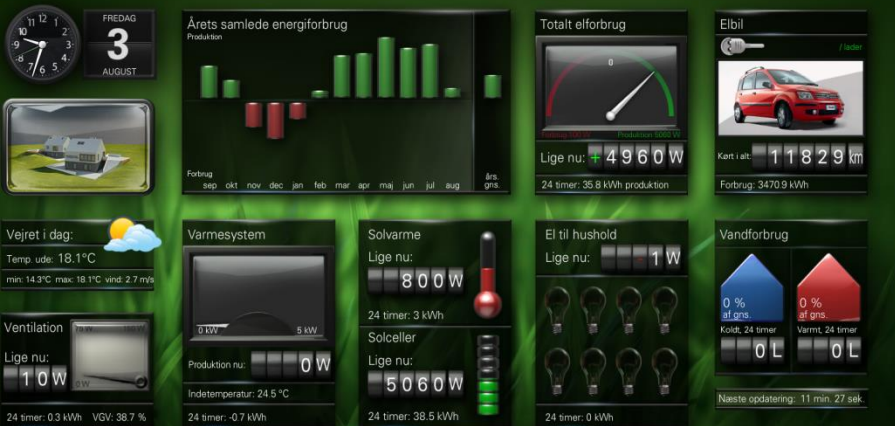 FREDAG
3
AUGUST
Årets samlede energiforbrug
Produktion
Forbrug
sep okt nov dec jan feb mar apr maj jun jul aug
års. gns.
Totalt elforbrug
0
Produktion 5000 W
Lige nu: +4960W
24 timer: 35.8 kWh produktion
Elbil
/ lader
Kørt i alt: 11829 km
Forbrug: 3470.9 kWh
Vejret i dag:
Temp. ude: 18.1°C
min: 14.3°C max: 18.1°C vind: 2.7 m/s
Ventilation
Lige nu:
10W
0 W
24 timer: 0.3 kWh VGV: 38.7 %
Varmesystem
0 kW 5 kW
Produktion nu: 0W
Indetemperatur: 24.5 °C
24 timer: -0.7 kWh
Solvarme
Lige nu:
800W
24 timer: 3 kWh
Solceller
Lige nu:
5060W
24 timer: 38.5 kWh
El til hushold
Lige nu: -1W
24 timer: 0 kWh
Vandforbrug
0 % af gns.
Koldt, 24 timer
0L
0 % af gns.
Varmt, 24 timer
0L
Næste opdatering: 11 min. 27 sek.